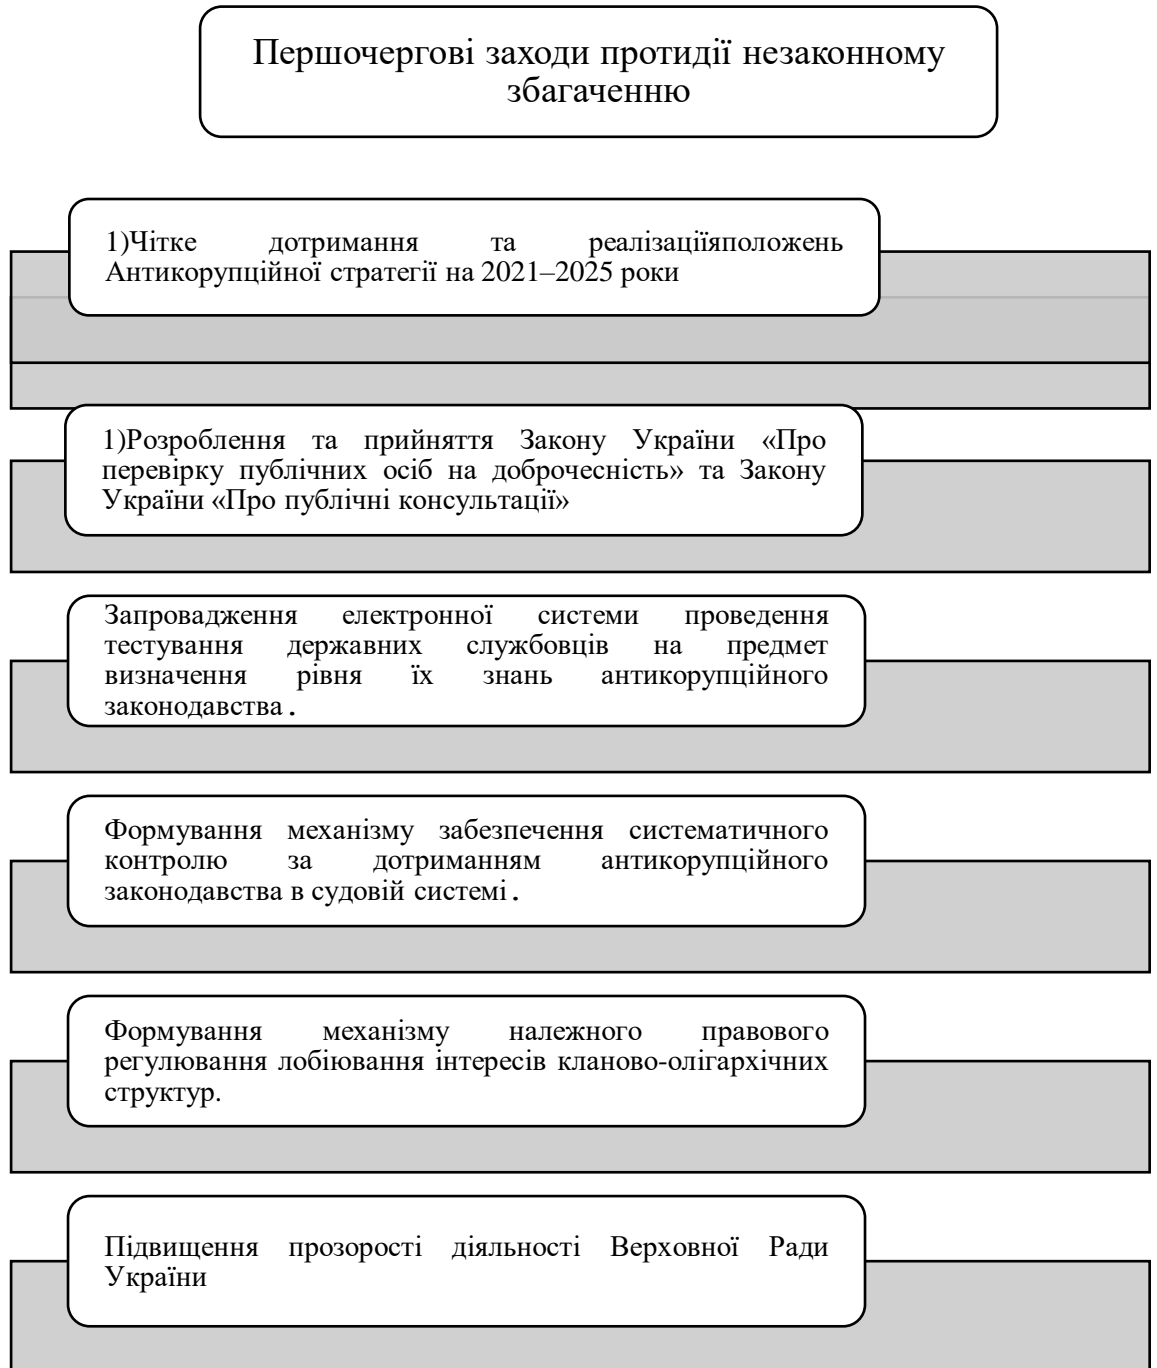 Першочергові заходи протидії незаконному
збагаченню
1)Чітке дотримання та реалізаціїяположень
Антикорупційної стратегії на 2021–2025 роки
1)Розроблення та прийняття Закону України «Про
перевірку публічних осіб на доброчесність» та Закону
України «Про публічні консультації»
Запровадження електронної системи проведення
тестування державних службовців на предмет
визначення рівня їх знань антикорупційного
законодавства.
Формування механізму забезпечення систематичного
контролю за дотриманням антикорупційного
законодавства в судовій системі.
Формування механізму належного правового
регулювання лобіювання інтересів кланово-олігархічних
структур.
Підвищення прозорості діяльності Верховної Ради
України